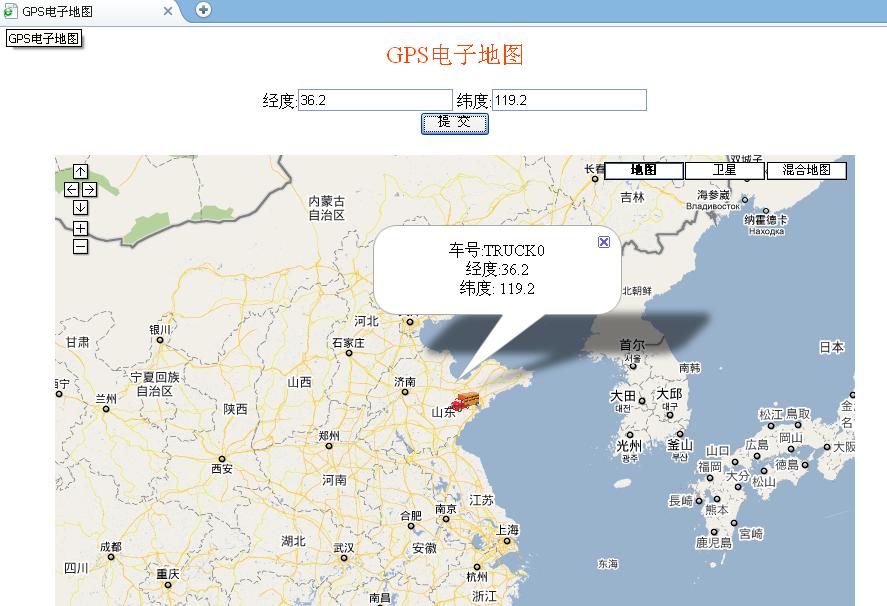 GPS电子地图
GPS电子地图
GPS电子地图
经度:36.2 纬度:119.2
提 交
地图 卫星 混合地图
长春
双城子
吉林
海参崴
Владивосток
纳霍德卡
Находка
内蒙古
自治区
车号:TRUCK0
经度:36.2
纬度: 119.2
北朝鲜
河北
银川
石家庄
甘肃
首尔
서울
日本
南韩
宁夏回族
自治区
山西
济南
兰州
陕西
山东
大田
대전
大邱
대구
松江
鳥取
郑州
西安
光州
광주
釜山
부산
山口
広島
岡山
大阪
河南
福岡
大分
松山
徳島
江苏
長崎
熊本
宮崎
鹿児島
合肥
南京
上海
湖北
武汉
安徽
成都
四川
重庆
杭州
浙江
南昌
东海